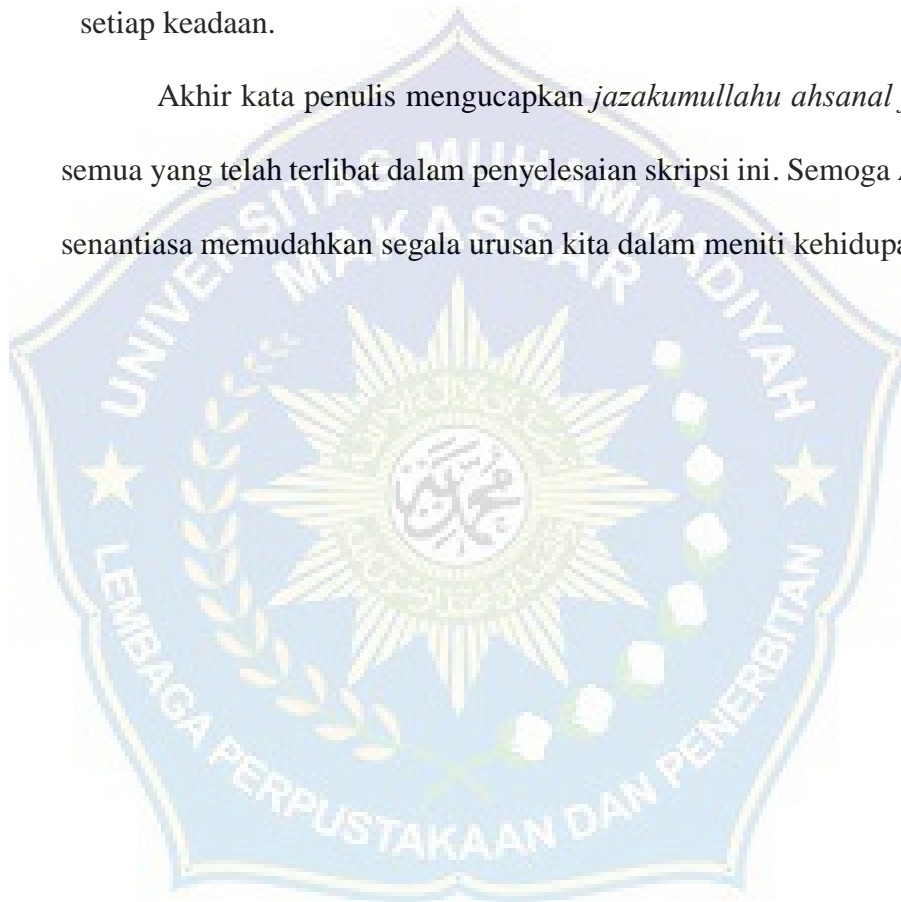 setiap keadaan.
Akhir kata penulis mengucapkan jazakumullahu ahsanal
semua yang telah terlibat dalam penyelesaian skripsi ini. Semoga
senantiasa memudahkan segala urusan kita dalam meniti
UNIVERSITAS MUHAMMADIYAH
MAKASSAR
محمدية
LEMBAGA PERPUSTAKAAN DAN PENERBITAN